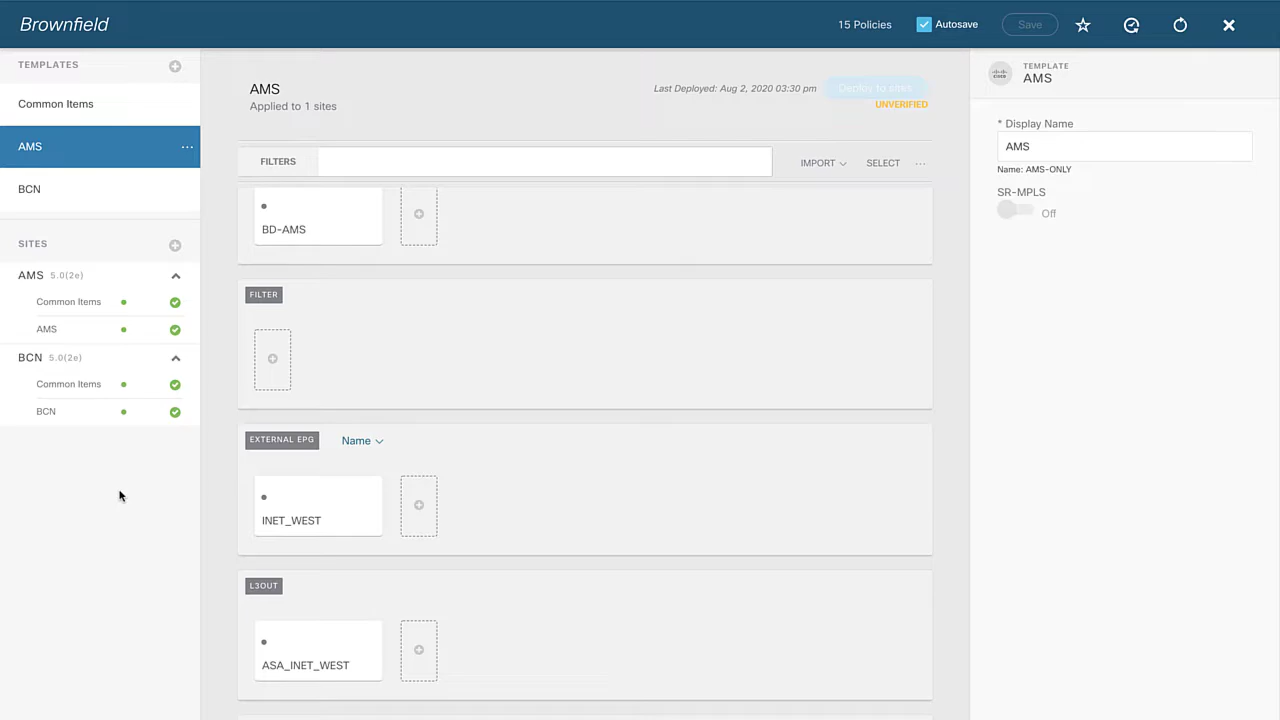 Brownfield
15 Policies
Autosave
Save
TEMPLATES
Common Items
AMS
BCN
SITES
AMS 5.0(2e)
Common Items
AMS
BCN 5.0(2e)
Common Items
BCN
AMS
Applied to 1 sites
Last Deployed: Aug 2, 2020 03:30 pm
Deploy to sites
UNVERIFIED
FILTERS
IMPORT
SELECT
BD-AMS
FILTER
EXTERNAL EPG
Name
INET_WEST
L3OUT
ASA_INET_WEST
TEMPLATE
AMS
* Display Name
AMS
Name: AMS-ONLY
SR-MPLS
Off